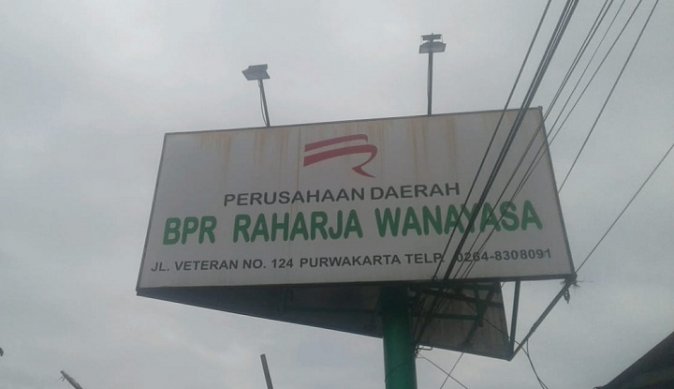 PERUSAHAAN DAERAH
BPR RAHARJA WANAYASA
JL. VETERAN NO. 124 PURWAKARTA TELP. 0264-8308091